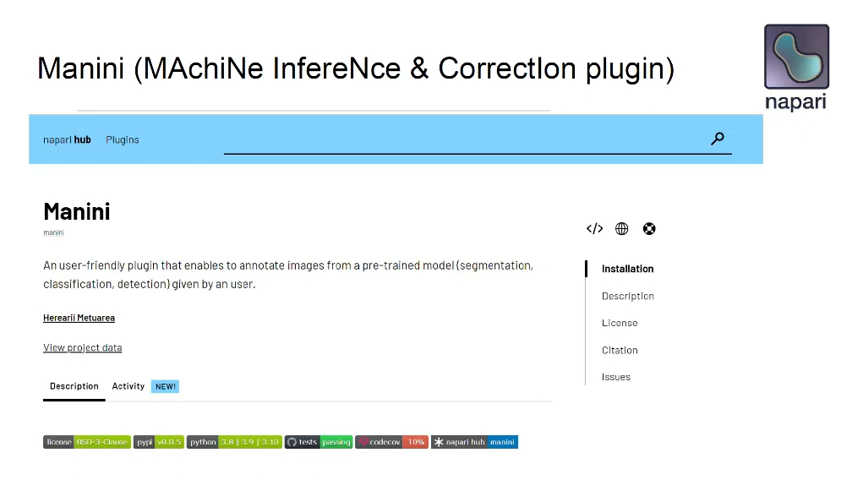 Manini (MAchiNe InfereNce & CorrectIon plugin)
napari
napari hub Plugins
Manini
manini
An user-friendly plugin that enables to annotate images from a pre-trained model (segmentation,
classification, detection) given by an user.
Herearii Metuarea
View project data
Description Activity NEW!
Installation
Description
License
Citation
Issues
license BSD-3-Clause pypi v0.0.5 python 3.8 | 3.9 | 3.10 tests passing codecov 10% napari hub manini